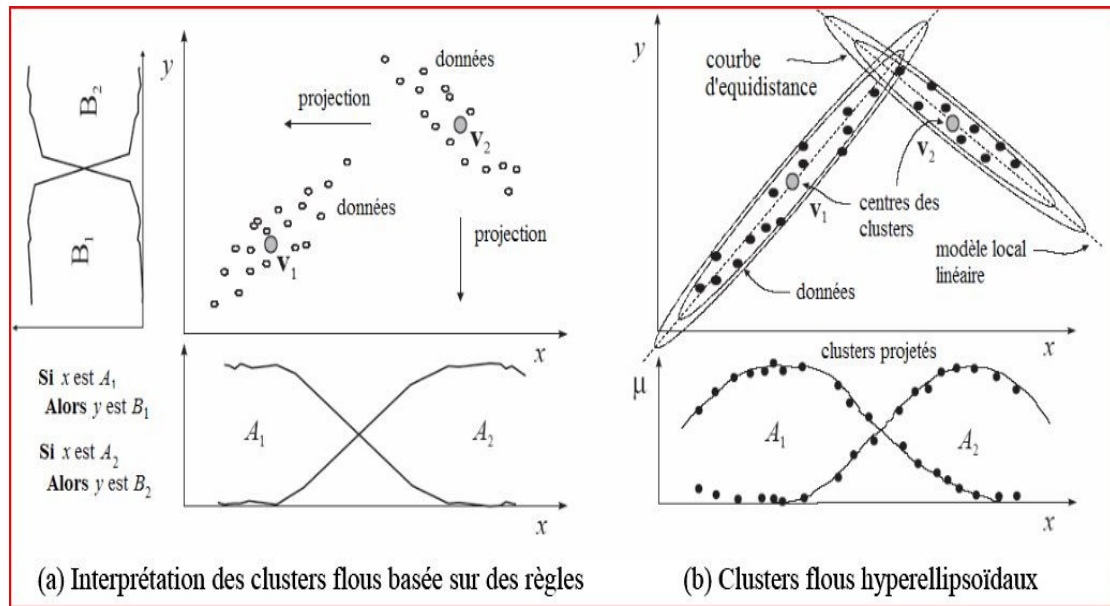 y
données
projection
v₂
B₂
données
projection
B₁
v₁
x
Si x est A₁
Alors y est B₁
Si x est A₂
Alors y est B₂
A₁
A₂
x
(a) Interprétation des clusters flous basée sur des règles
y
courbe
d'equidistance
v₂
v₁
centres des
clusters
modèle local
linéaire
données
x
clusters projetés
μ
A₁
A₂
x
(b) Clusters flous hyperellipsoïdaux